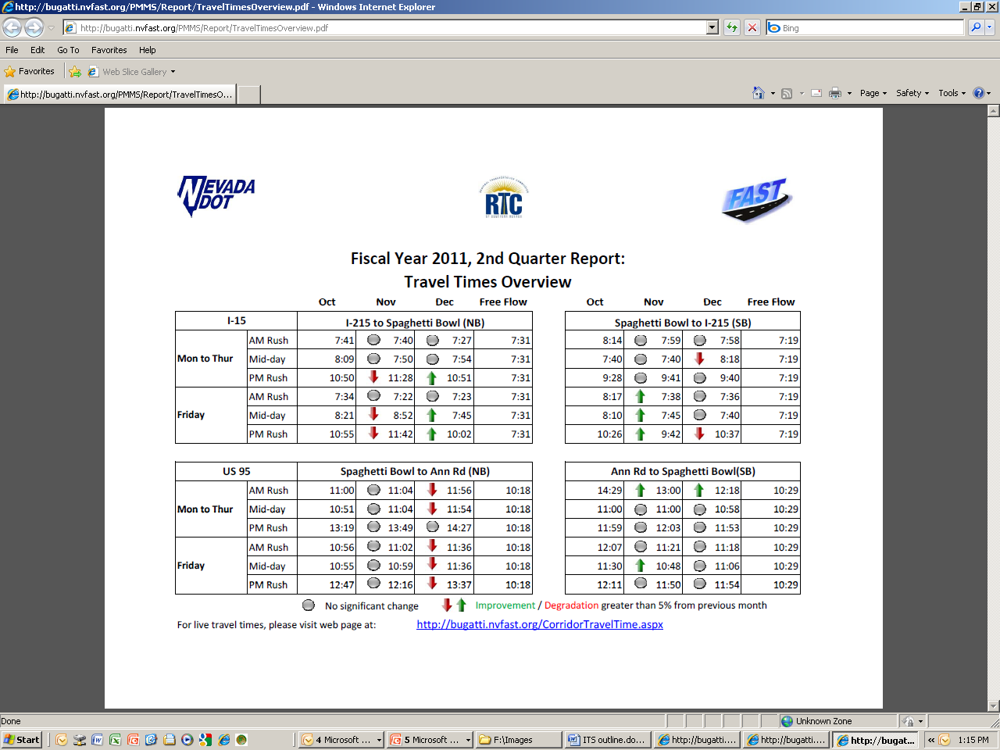 http://bugatti.nvfast.org/PMMS/Report/TravelTimesOverview.pdf - Windows Internet Explorer
http://bugatti.nvfast.org/PMMS/Report/TravelTimesOverview.pdf
Bing
File Edit Go To Favorites Help
Favorites Web Slice Gallery
http://bugatti.nvfast.org/PMMS/Report/TravelTimesO... Page Safety Tools
NEVADA DOT
RTC
FAST
Fiscal Year 2011, 2nd Quarter Report:
Travel Times Overview
Oct Nov Dec Free Flow Oct Nov Dec Free Flow
I-15 I-215 to Spaghetti Bowl (NB) Spaghetti Bowl to I-215 (SB)
Mon to Thur
AM Rush 7:41 7:40 7:27 7:31 8:14 7:59 7:58 7:19
Mid-day 8:09 7:50 7:54 7:31 7:40 7:40 8:18 7:19
PM Rush 10:50 11:28 10:51 7:31 9:28 9:41 9:40 7:19
Friday
AM Rush 7:34 7:22 7:23 7:31 8:17 7:38 7:36 7:19
Mid-day 8:21 8:52 7:45 7:31 8:10 7:45 7:40 7:19
PM Rush 10:55 11:42 10:02 7:31 10:26 9:42 10:37 7:19
US 95 Spaghetti Bowl to Ann Rd (NB) Ann Rd to Spaghetti Bowl(SB)
Mon to Thur
AM Rush 11:00 11:04 11:56 10:18 14:29 13:00 12:18 10:29
Mid-day 10:51 11:04 11:54 10:18 11:00 11:00 10:58 10:29
PM Rush 13:19 13:49 14:27 10:18 11:59 12:03 11:53 10:29
Friday
AM Rush 10:56 11:02 11:36 10:18 12:07 11:21 11:18 10:29
Mid-day 10:55 10:59 11:36 10:18 11:30 10:48 11:06 10:29
PM Rush 12:47 12:16 13:37 10:18 12:11 11:50 11:54 10:29
No significant change Improvement / Degradation greater than 5% from previous month
For live travel times, please visit web page at: http://bugatti.nvfast.org/CorridorTravelTime.aspx
Done Unknown Zone
Start 4 Microsoft ... 5 Microsoft ... F:\Images ITS outline.do... http://bugatti.... http://bugatti.... http://bugat... 1:15 PM